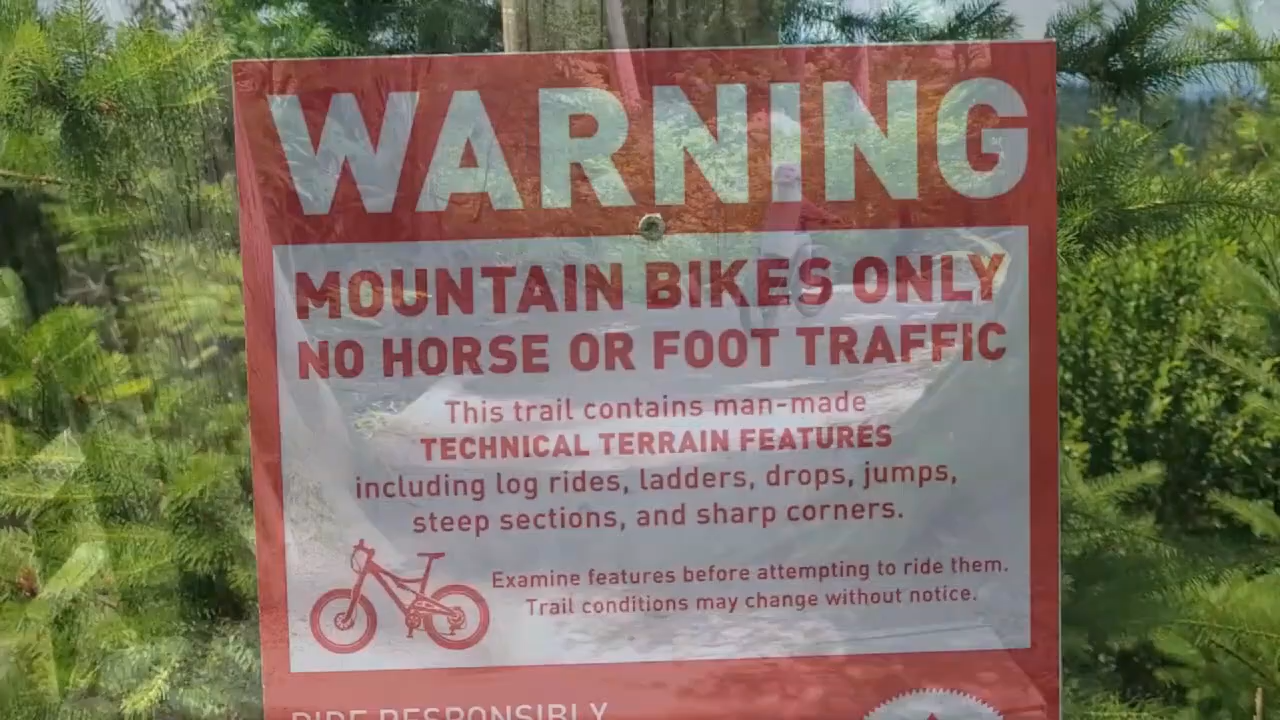 WARNING
MOUNTAIN BIKES ONLY
NO HORSE OR FOOT TRAFFIC
This trail contains man-made
TECHNICAL TERRAIN FEATURES
including log rides, ladders, drops, jumps,
steep sections, and sharp corners.
Examine features before attempting to ride them.
Trail conditions may change without notice.
RIDE RESPONSIBLY